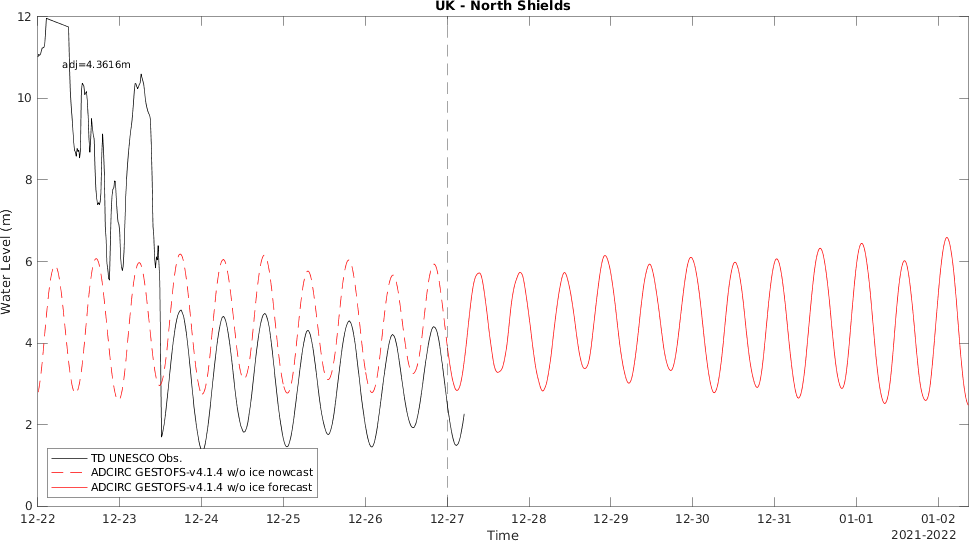 UK - North Shields
Water Level (m)
12
10
8
6
4
2
0
adj=4.3616m
TD UNESCO Obs.
ADCIRC GESTOFS-v4.1.4 w/o ice nowcast
ADCIRC GESTOFS-v4.1.4 w/o ice forecast
12-22 12-23 12-24 12-25 12-26 12-27 12-28 12-29 12-30 12-31 01-01 01-02
Time
2021-2022